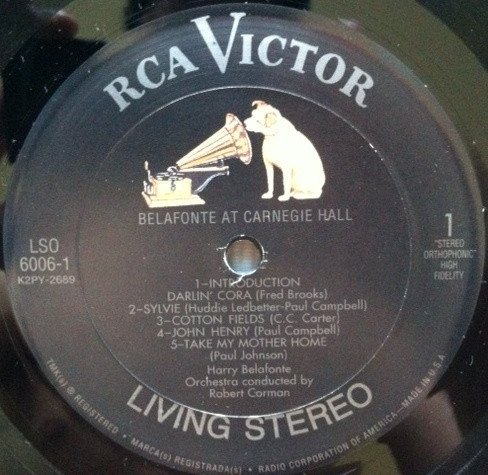 RCA VICTOR
BELAFONTE AT CARNEGIE HALL
LSO
6006-1
K2PY-2689
1
"STEREO
ORTHOPHONIC"
HIGH
FIDELITY
1–INTRODUCTION
DARLIN' CORA (Fred Brooks)
2–SYLVIE (Huddie Ledbetter-Paul Campbell)
3–COTTON FIELDS (C.C. Carter)
4–JOHN HENRY (Paul Campbell)
5–TAKE MY MOTHER HOME
(Paul Johnson)
Harry Belafonte
Orchestra conducted by
Robert Corman
LIVING STEREO
TMK(s) ® REGISTERED • MARCA(s) REGISTRADA(s) • RADIO CORPORATION OF AMERICA—MADE IN U.S.A.